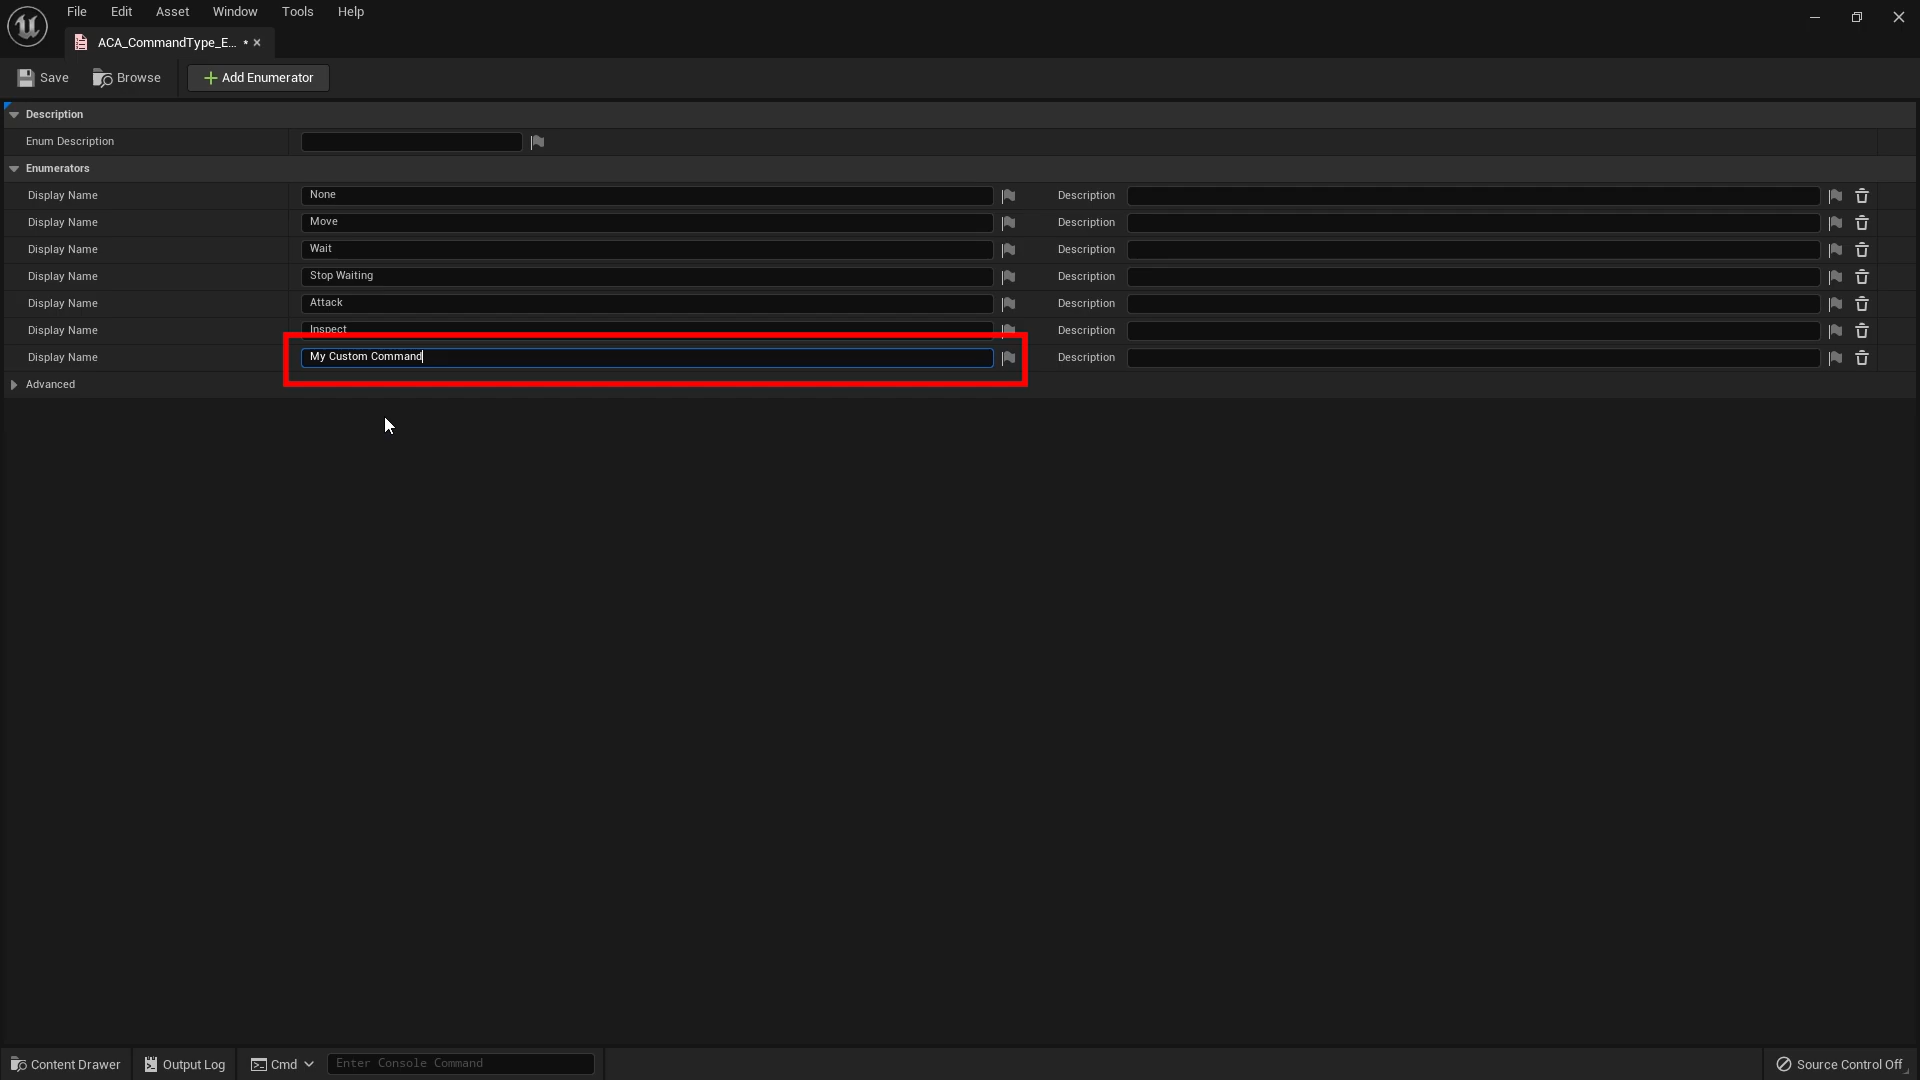 File Edit Asset Window Tools Help
ACA_CommandType_E... *
Save Browse Add Enumerator
Description
Enum Description
Enumerators
Display Name None Description
Display Name Move Description
Display Name Wait Description
Display Name Stop Waiting Description
Display Name Attack Description
Display Name Inspect Description
Display Name My Custom Command Description
Advanced
Content Drawer Output Log Cmd Enter Console Command Source Control Off